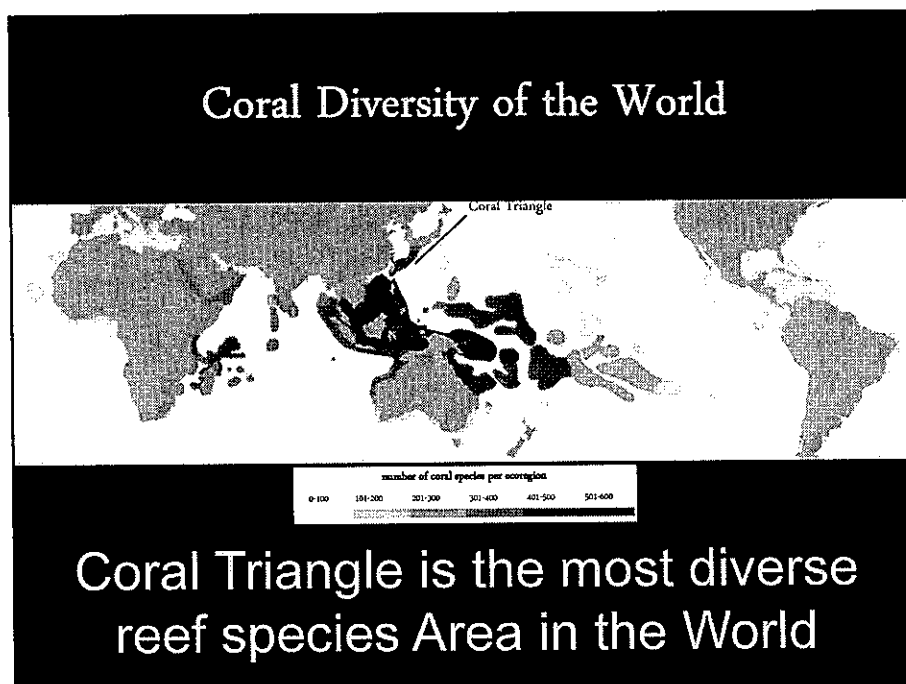 Coral Diversity of the World
Coral Triangle
number of coral species per ecoregion
0-100 101-200 201-300 301-400 401-500 501-600
Coral Triangle is the most diverse
reef species Area in the World